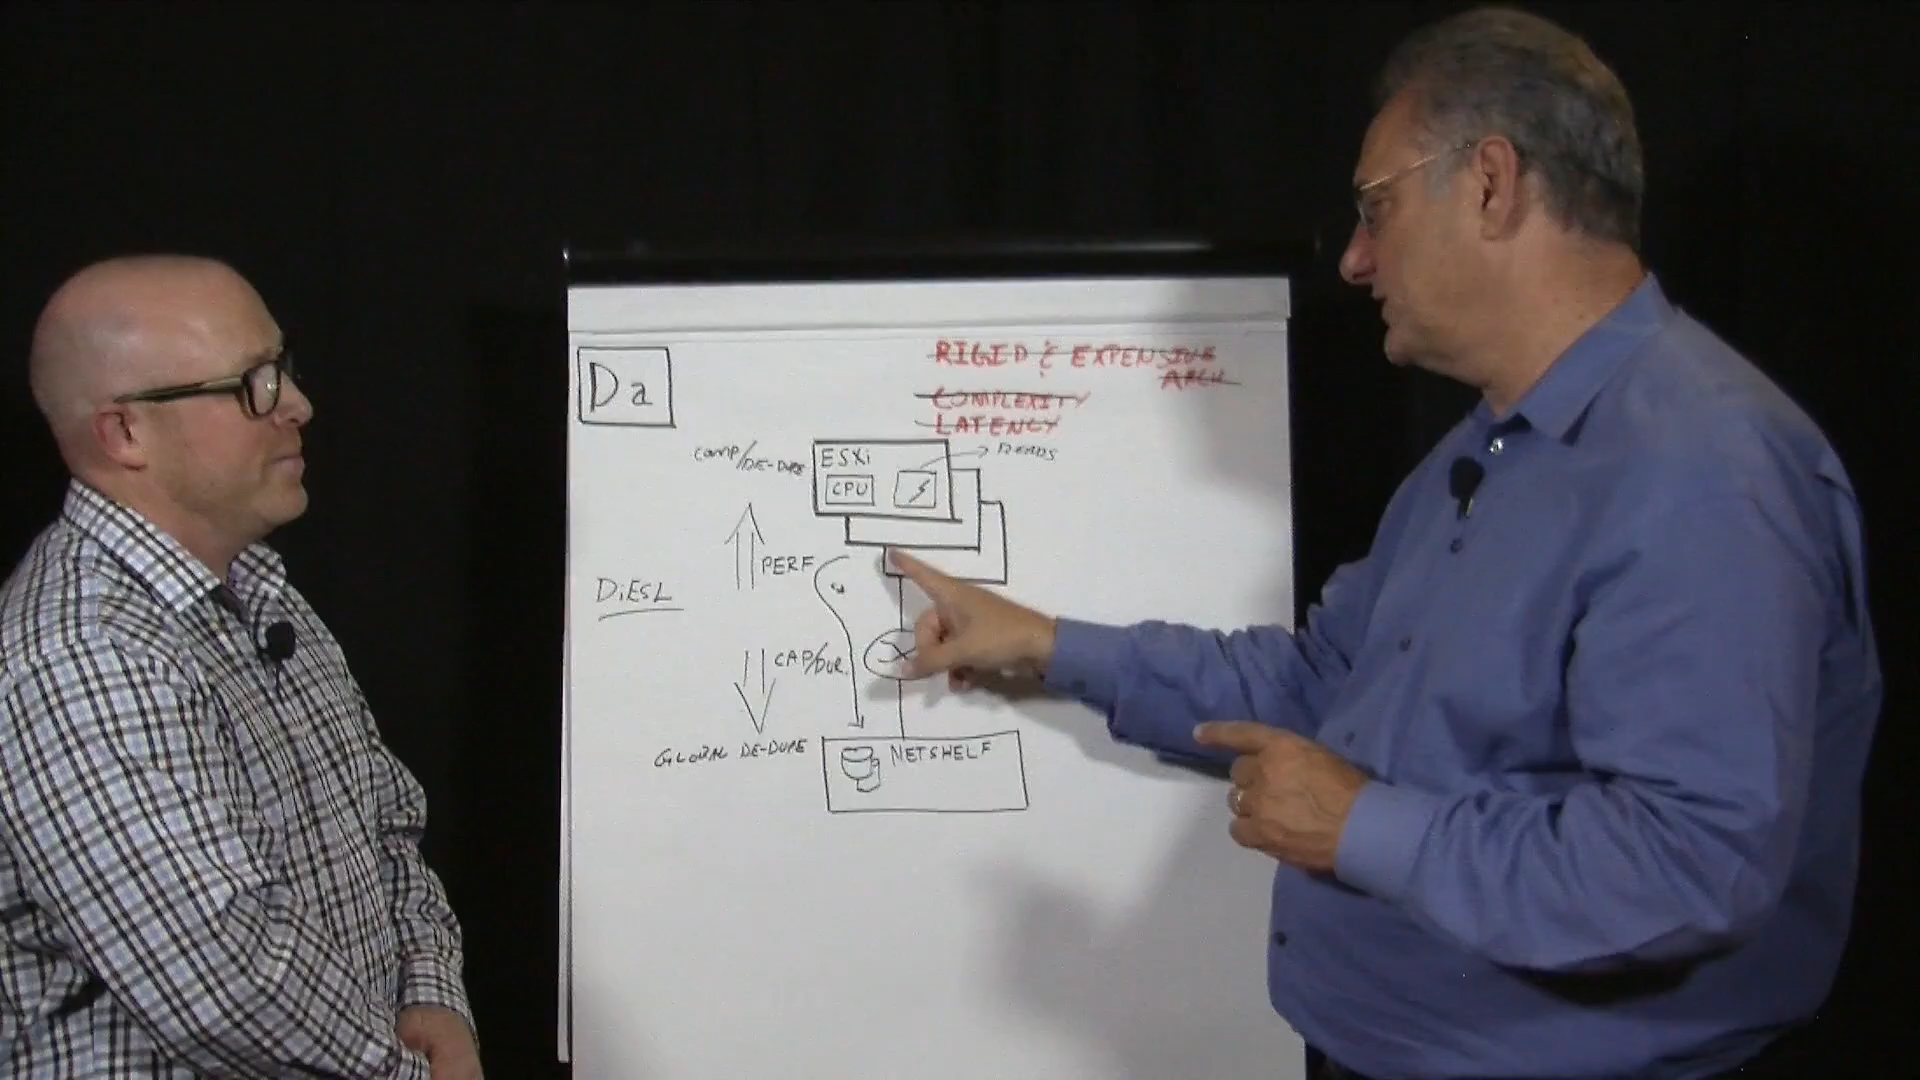 Da
RIGID & EXPENSIVE
ARCH
COMPLEXITY
LATENCY
COMP/DE-DUPE
ESXi
READS
CPU
PERF
DiESL
CAP/DUR.
GLOBAL DE-DUPE
NETSHELF